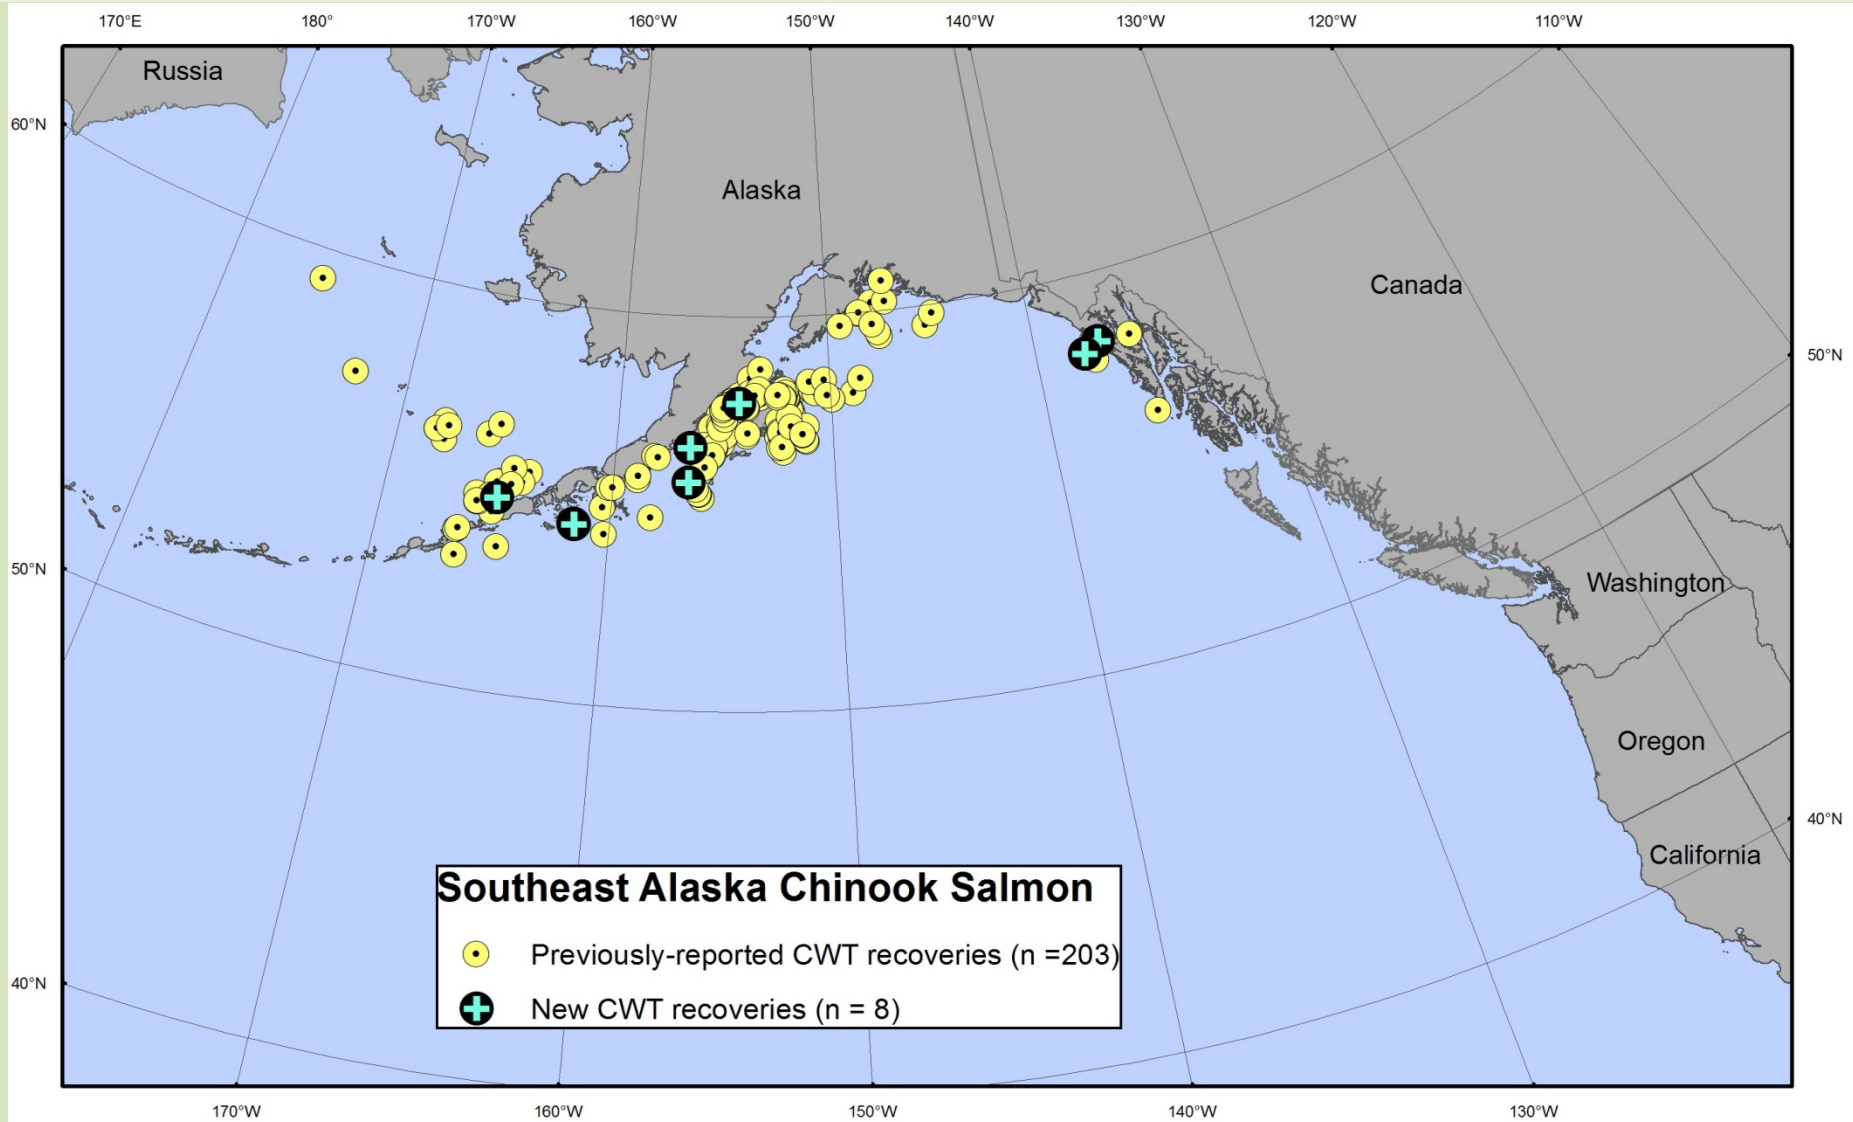 170°E 180° 170°W 160°W 150°W 140°W 130°W 120°W 110°W
Russia
60°N
Alaska
Canada
50°N
50°N
Washington
Oregon
40°N
California
Southeast Alaska Chinook Salmon
Previously-reported CWT recoveries (n =203)
40°N
New CWT recoveries (n = 8)
170°W 160°W 150°W 140°W 130°W